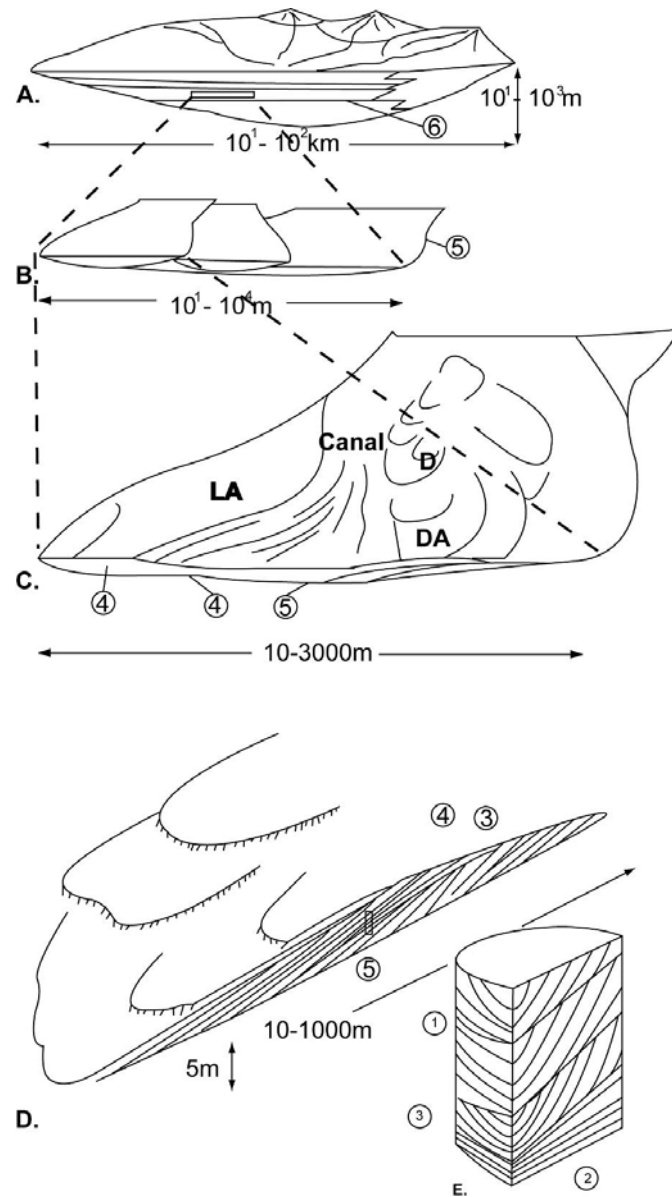 A.
10¹ - 10³m
⑥
10¹ - 10²km
B.
⑤
10¹ - 10⁴m
Canal
D
LA
DA
C.
④
④
⑤
10-3000m
④ ③
⑤
10-1000m
5m
D.
①
③
②
E.